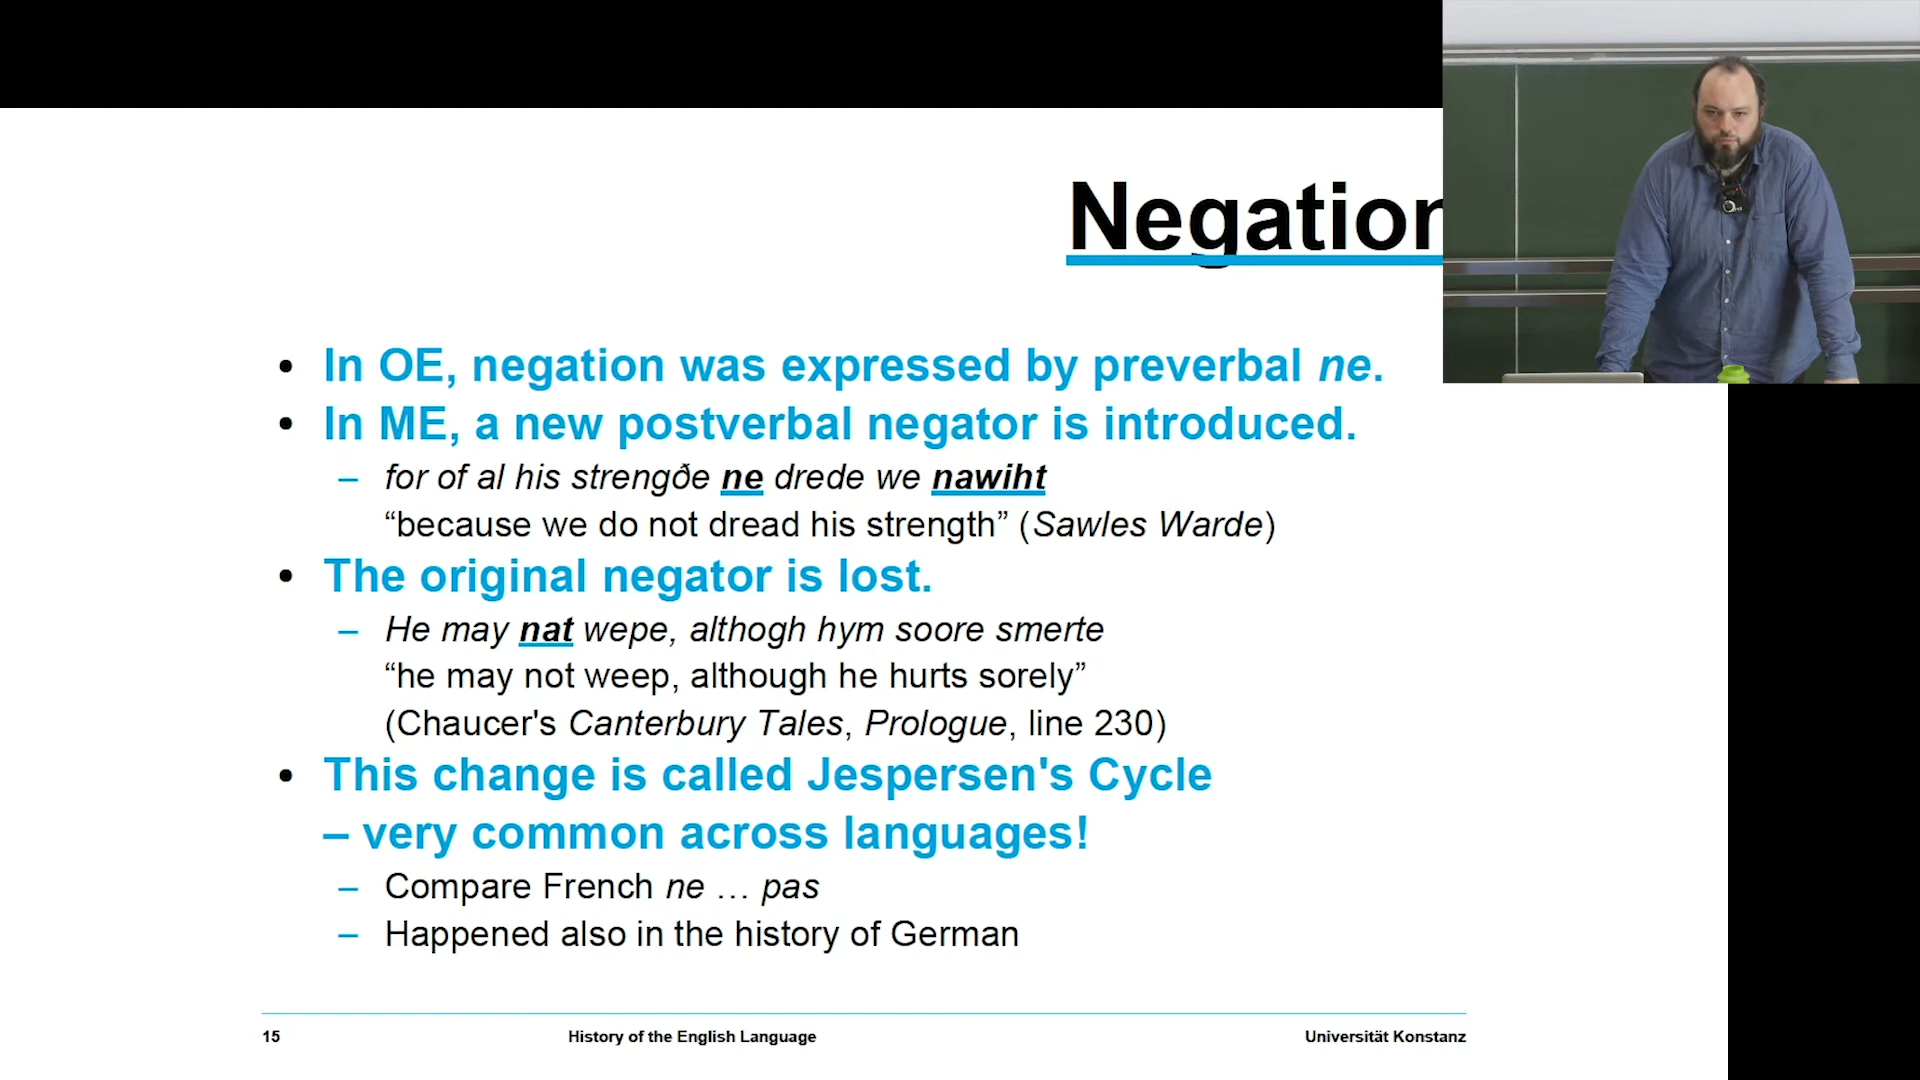 Negation
• In OE, negation was expressed by preverbal ne.
• In ME, a new postverbal negator is introduced.
– for of al his strengðe ne drede we nawiht
“because we do not dread his strength” (Sawles Warde)
• The original negator is lost.
– He may nat wepe, althogh hym soore smerte
“he may not weep, although he hurts sorely”
(Chaucer's Canterbury Tales, Prologue, line 230)
• This change is called Jespersen's Cycle
– very common across languages!
– Compare French ne … pas
– Happened also in the history of German
15 History of the English Language Universität Konstanz